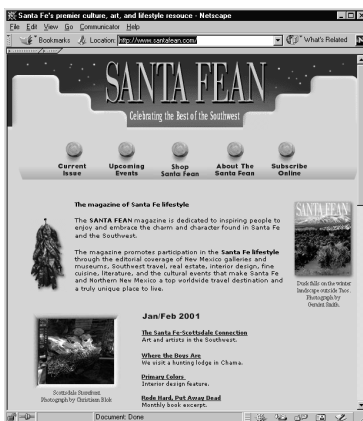 Santa Fe's premier culture, art, and lifestyle resouce - Netscape
File Edit View Go Communicator Help
Bookmarks Location: http://www.santafean.com/ What's Related
SANTA FEAN
Celebrating the Best of the Southwest
Current Issue
Upcoming Events
Shop Santa Fean
About The Santa Fean
Subscribe Online
The magazine of Santa Fe lifestyle
The SANTA FEAN magazine is dedicated to inspiring people to
enjoy and embrace the charm and character found in Santa Fe
and the Southwest.
The magazine promotes participation in the Santa Fe lifestyle
through the editorial coverage of New Mexico galleries and
museums, Southwest travel, real estate, interior design, fine
cuisine, literature, and the cultural events that make Santa Fe
and Northern New Mexico a top worldwide travel destination and
a truly unique place to live.
SANTA FEAN
Dusk falls on the winter
landscape outside Taos.
Photograph by
Geraint Smith.
Jan/Feb 2001
The Santa Fe-Scottsdale Connection
Art and artists in the Southwest.
Where the Boys Are
We visit a hunting lodge in Chama.
Primary Colors
Interior design feature.
Rode Hard, Put Away Dead
Monthly book excerpt.
Scottsdale Storefront
Photograph by Christiann Blok
Document: Done